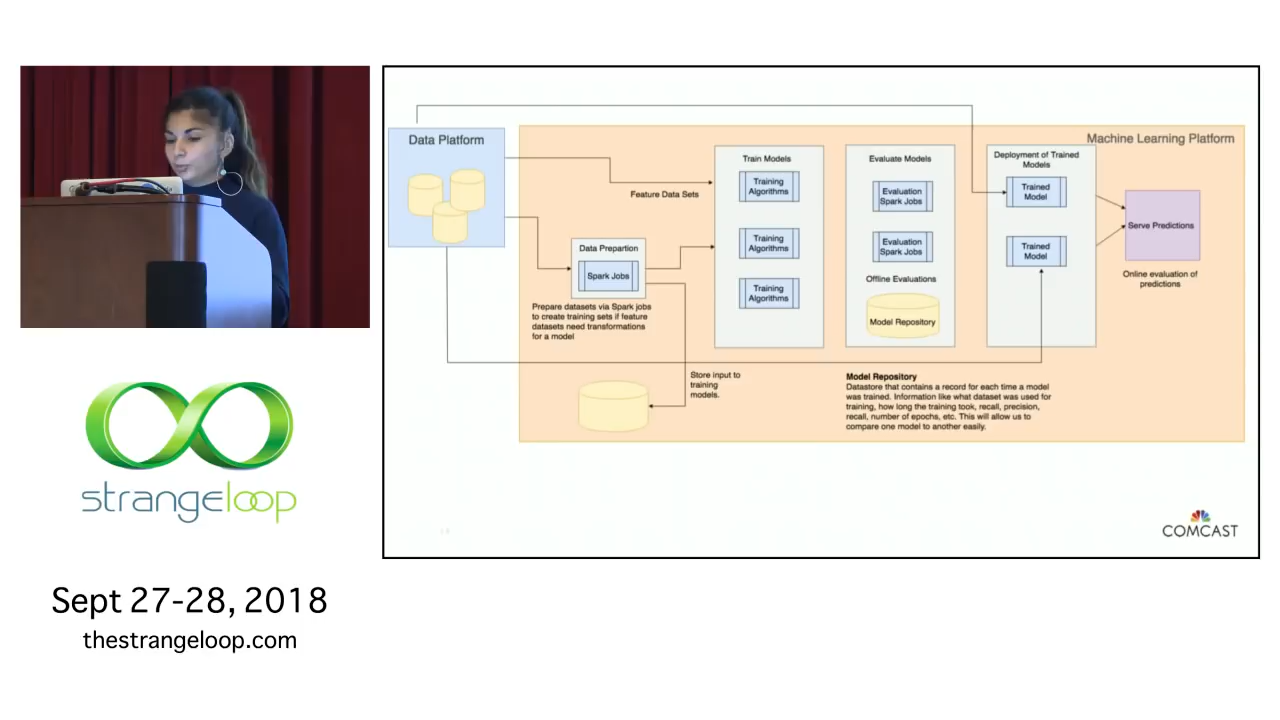 Data Platform
Machine Learning Platform
Feature Data Sets
Data Prepartion
Spark Jobs
Prepare datasets via Spark jobs
to create training sets if feature
datasets need transformations
for a model
Store input to
training
models.
Train Models
Training
Algorithms
Training
Algorithms
Training
Algorithms
Evaluate Models
Evaluation
Spark Jobs
Evaluation
Spark Jobs
Offline Evaluations
Model Repository
Deployment of Trained
Models
Trained
Model
Trained
Model
Serve Predictions
Online evaluation of
predictions
Model Repository
Datastore that contains a record for each time a model
was trained. Information like what dataset was used for
training, how long the training took, recall, precision,
recall, number of epochs, etc. This will allow us to
compare one model to another easily.
COMCAST
strangeloop
Sept 27-28, 2018
thestrangeloop.com